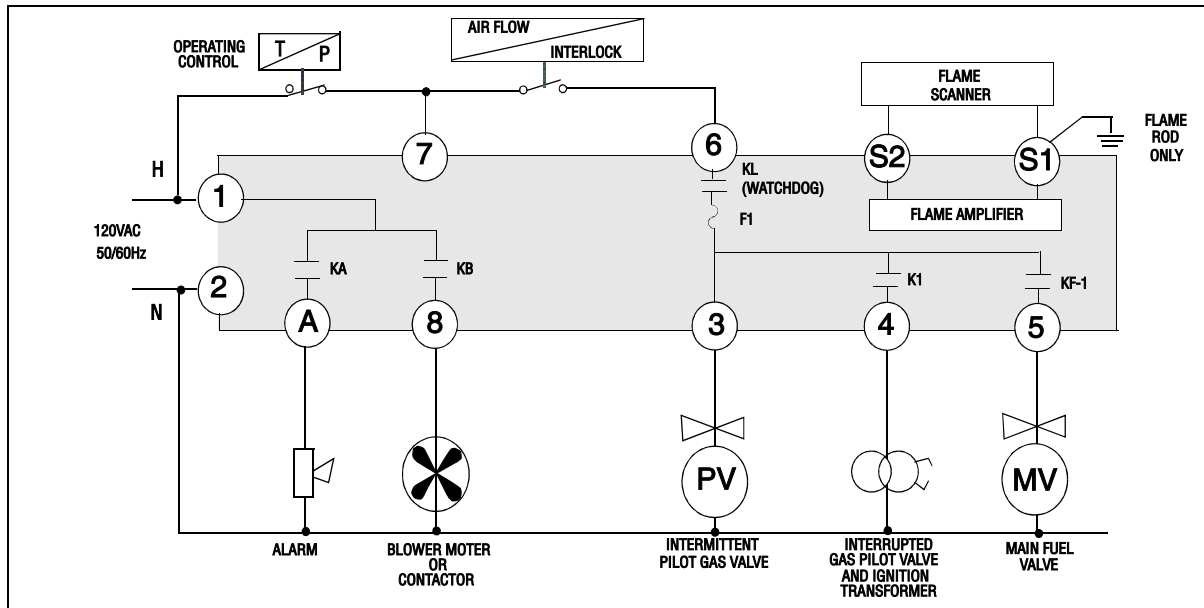 OPERATING
CONTROL
T
P
AIR FLOW
INTERLOCK
FLAME
SCANNER
FLAME
ROD
ONLY
7
6
S2
S1
H
KL
(WATCHDOG)
1
F1
FLAME AMPLIFIER
120VAC
50/60Hz
KA
KB
K1
KF-1
2
N
A
8
3
4
5
PV
MV
ALARM
BLOWER MOTER
OR
CONTACTOR
INTERMITTENT
PILOT GAS VALVE
INTERRUPTED
GAS PILOT VALVE
AND IGNITION
TRANSFORMER
MAIN FUEL
VALVE